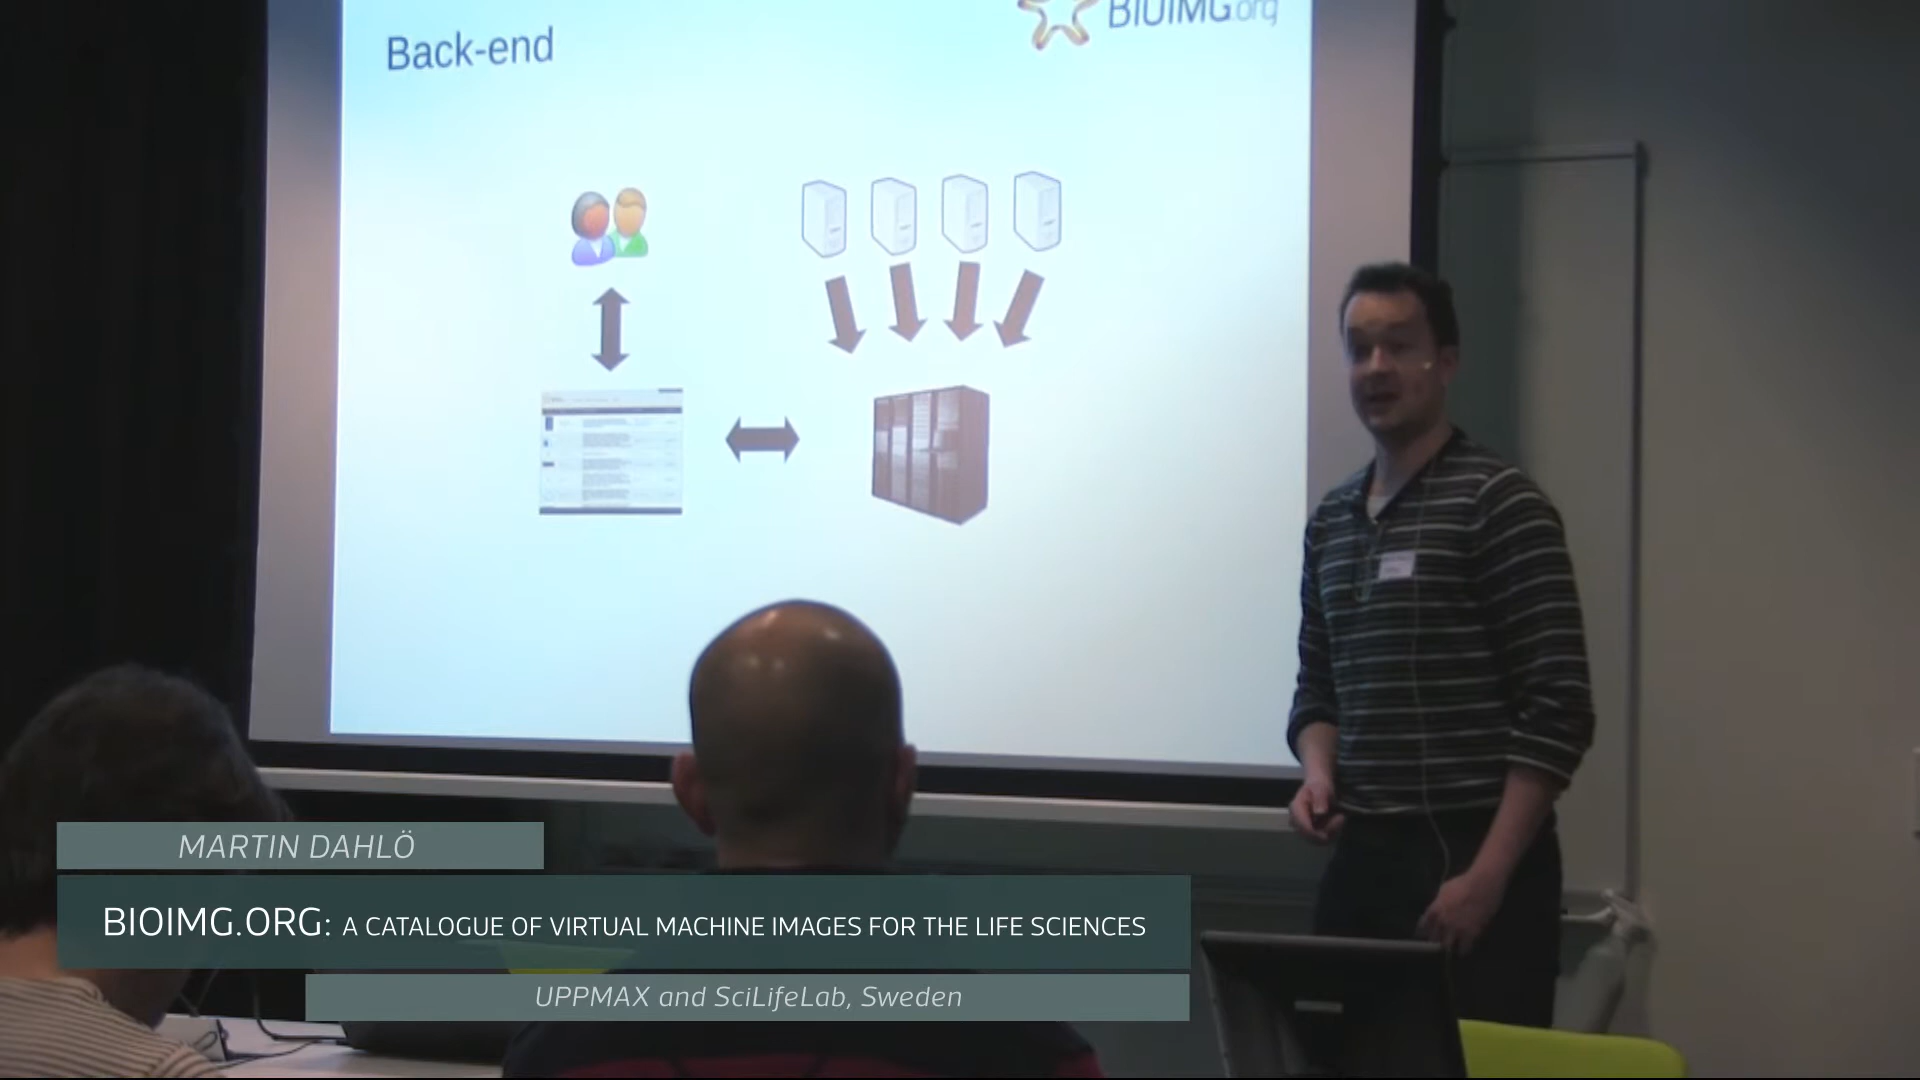 BIOIMG.org
Back-end
MARTIN DAHLÖ
BIOIMG.ORG: A CATALOGUE OF VIRTUAL MACHINE IMAGES FOR THE LIFE SCIENCES
UPPMAX and SciLifeLab, Sweden